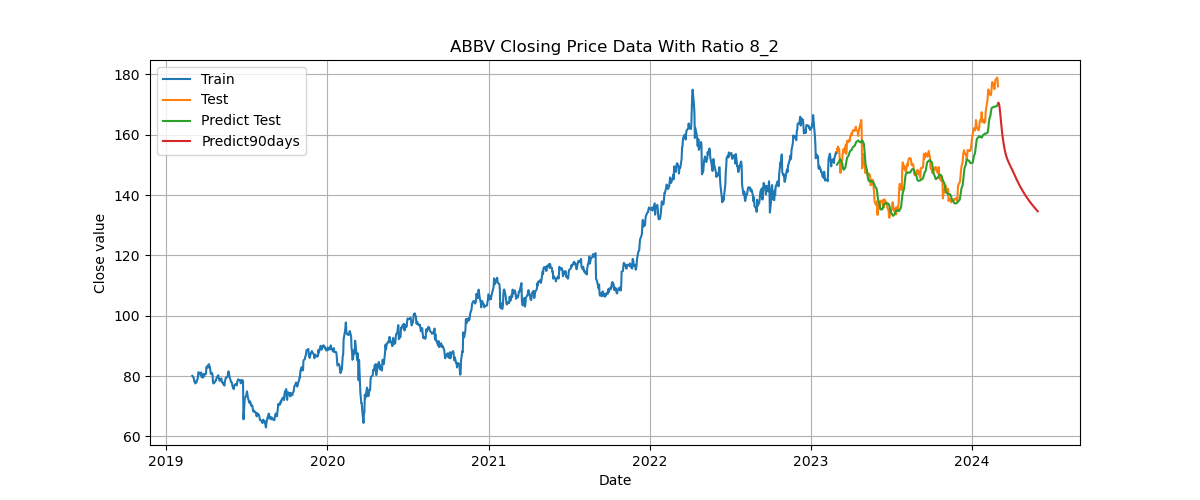 ABBV Closing Price Data With Ratio 8_2
Train
Test
Predict Test
Predict90days
Close value
180
160
140
120
100
80
60
2019
2020
2021
2022
2023
2024
Date